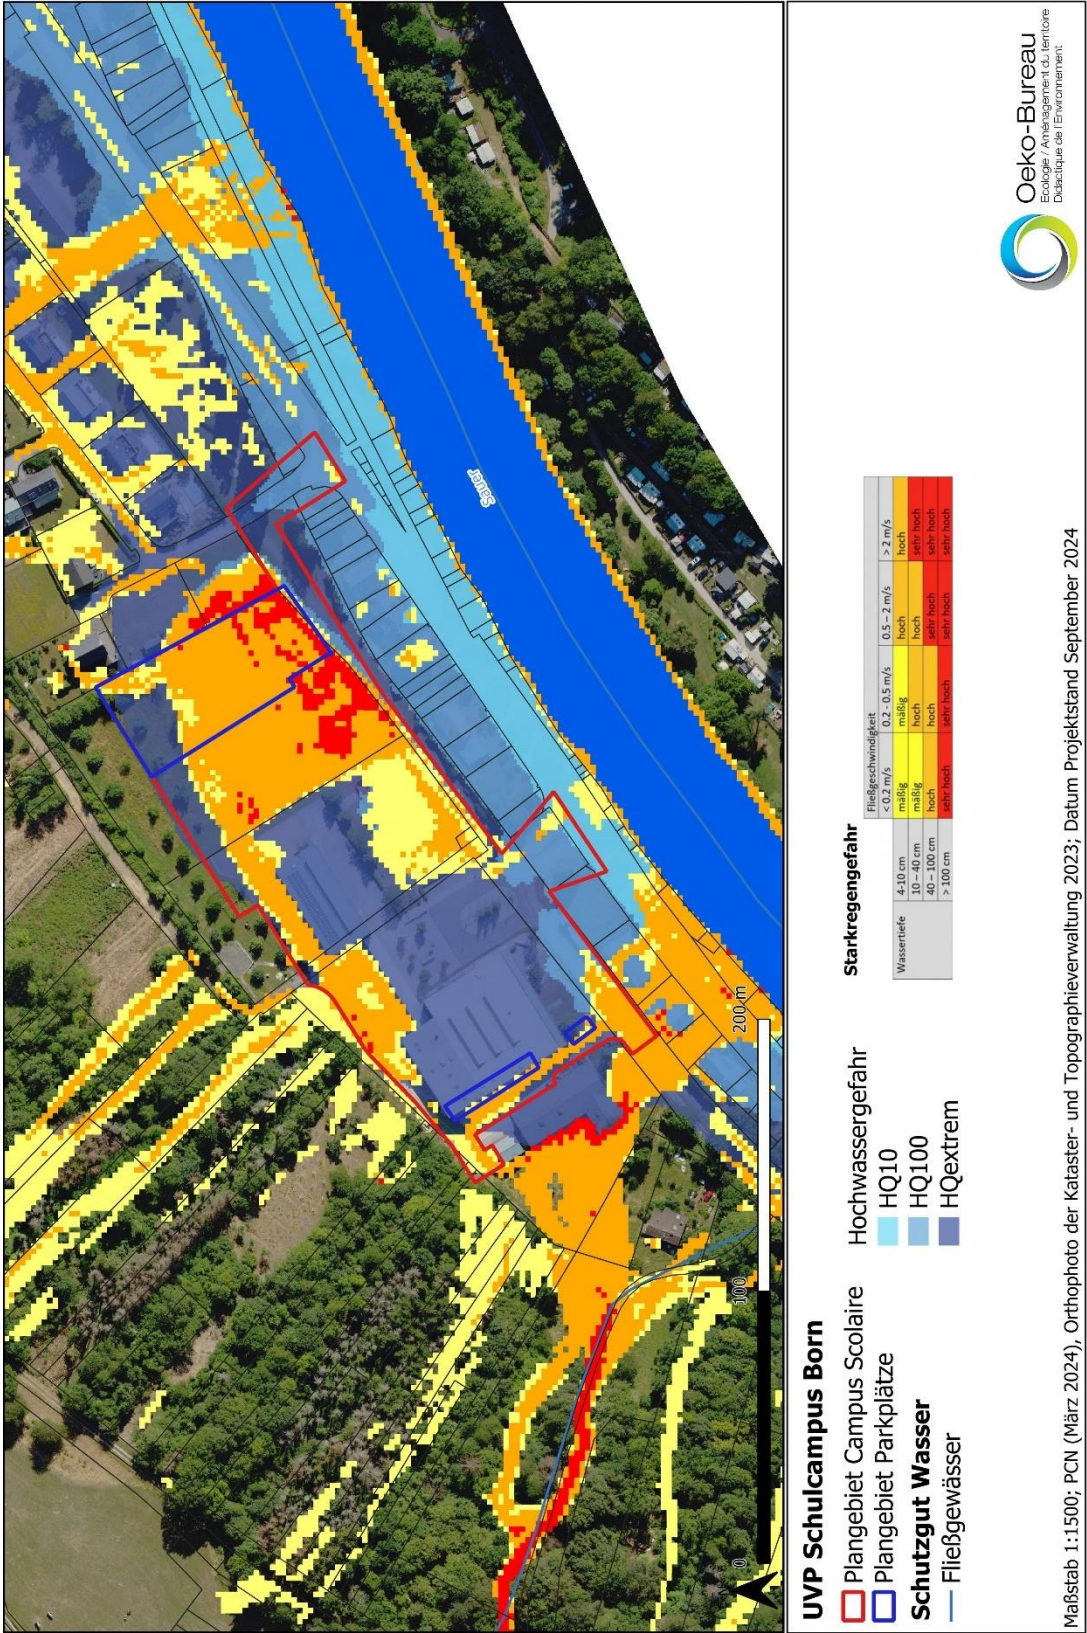 Sauer
0
100
200 m
UVP Schulcampus Born
Plangebiet Campus Scolaire
Plangebiet Parkplätze
Schutzgut Wasser
Fließgewässer
Hochwassergefahr
HQ10
HQ100
HQextrem
Starkregengefahr
Fließgeschwindigkeit
< 0.2 m/s 0.2 - 0.5 m/s 0.5 – 2 m/s > 2 m/s
Wassertiefe 4-10 cm mäßig mäßig hoch hoch
10 – 40 cm mäßig hoch hoch sehr hoch
40 – 100 cm hoch hoch sehr hoch sehr hoch
> 100 cm sehr hoch sehr hoch sehr hoch sehr hoch
Oeko-Bureau
Ecologie / Aménagement du territoire
Didactique de l'Environnement
Maßstab 1:1500; PCN (März 2024), Orthophoto der Kataster- und Topographieverwaltung 2023; Datum Projektstand September 2024